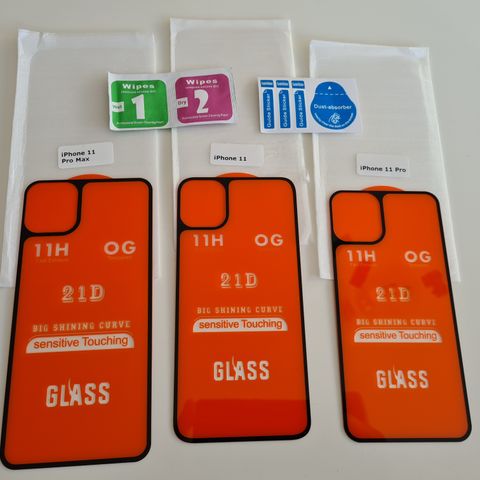 Wipes
1
Wet
Wipes
2
Dry
Guide Sticker
Guide Sticker
Guide Sticker
Dust-absorber
iPhone 11
Pro Max
iPhone 11
iPhone 11 Pro
11H OG
21D
BIG SHINING CURVE
sensitive Touching
GLASS
11H OG
21D
BIG SHINING CURVE
sensitive Touching
GLASS
11H OG
21D
BIG SHINING CURVE
sensitive Touching
GLASS